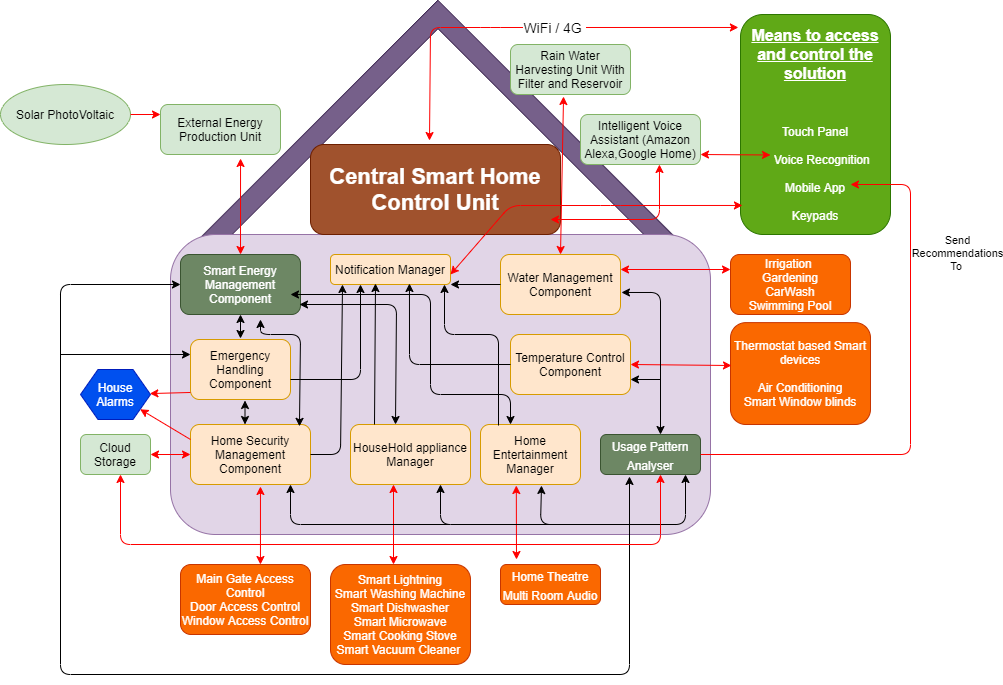 WiFi / 4G
Means to access
and control the
solution
Touch Panel
Voice Recognition
Mobile App
Keypads
Rain Water
Harvesting Unit With
Filter and Reservoir
Solar PhotoVoltaic
External Energy
Production Unit
Intelligent Voice
Assistant (Amazon
Alexa,Google Home)
Central Smart Home
Control Unit
Send
Recommendations
To
Smart Energy
Management
Component
Notification Manager
Water Management
Component
Irrigation
Gardening
CarWash
Swimming Pool
Emergency
Handling
Component
Temperature Control
Component
Thermostat based Smart
devices
Air Conditioning
Smart Window blinds
House
Alarms
Cloud
Storage
Home Security
Management
Component
HouseHold appliance
Manager
Home
Entertainment
Manager
Usage Pattern
Analyser
Main Gate Access
Control
Door Access Control
Window Access Control
Smart Lightning
Smart Washing Machine
Smart Dishwasher
Smart Microwave
Smart Cooking Stove
Smart Vacuum Cleaner
Home Theatre
Multi Room Audio